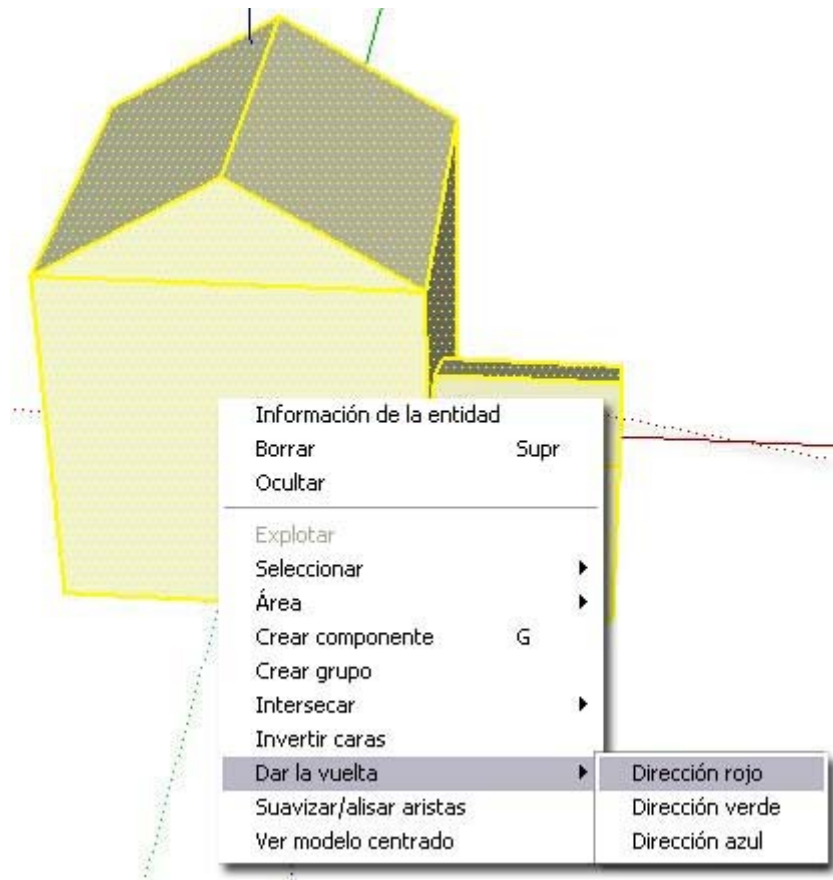 Información de la entidad
Borrar Supr
Ocultar
Explotar
Seleccionar
Área
Crear componente G
Crear grupo
Intersecar
Invertir caras
Dar la vuelta
Dirección rojo
Suavizar/alisar aristas
Dirección verde
Ver modelo centrado
Dirección azul